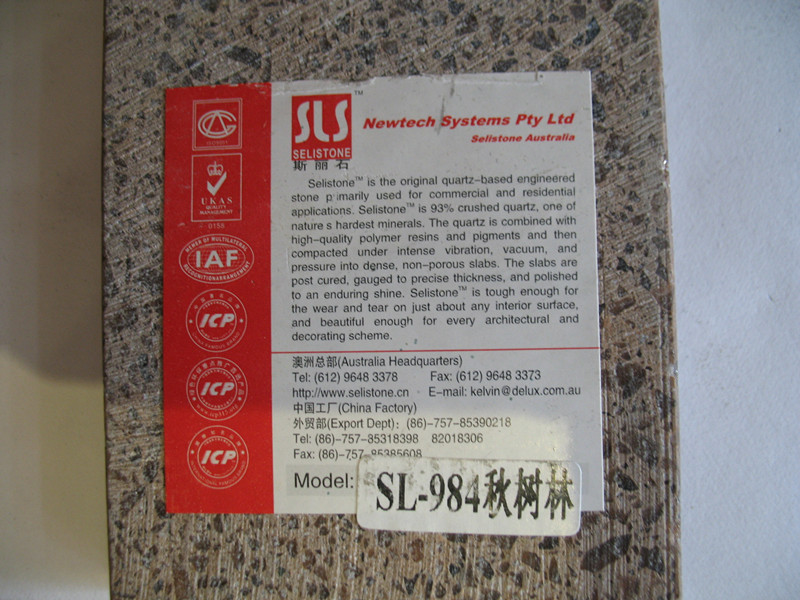 SLS
SELISTONE
TM
斯丽石
Newtech Systems Pty Ltd
Selistone Australia
Selistone™ is the original quartz-based engineered
stone primarily used for commercial and residential
applications. Selistone™ is 93% crushed quartz, one of
nature s hardest minerals. The quartz is combined with
high-quality polymer resins and pigments and then
compacted under intense vibration, vacuum, and
pressure into dense, non-porous slabs. The slabs are
post cured, gauged to precise thickness, and polished
to an enduring shine. Selistone™ is tough enough for
the wear and tear on just about any interior surface,
and beautiful enough for every architectural and
decorating scheme.
澳洲总部(Australia Headquarters)
Tel: (612) 9648 3378 Fax: (612) 9648 3373
http://www.selistone.cn E-mail: kelvin@delux.com.au
中国工厂(China Factory)
外贸部(Export Dept): (86)-757-85390218
Tel: (86)-757-85318398 82018306
Fax: (86)-757-85385608
Model:
SL-984秋树林
UKAS
QUALITY
MANAGEMENT
0156
IAF
ICP
ICP
ICP